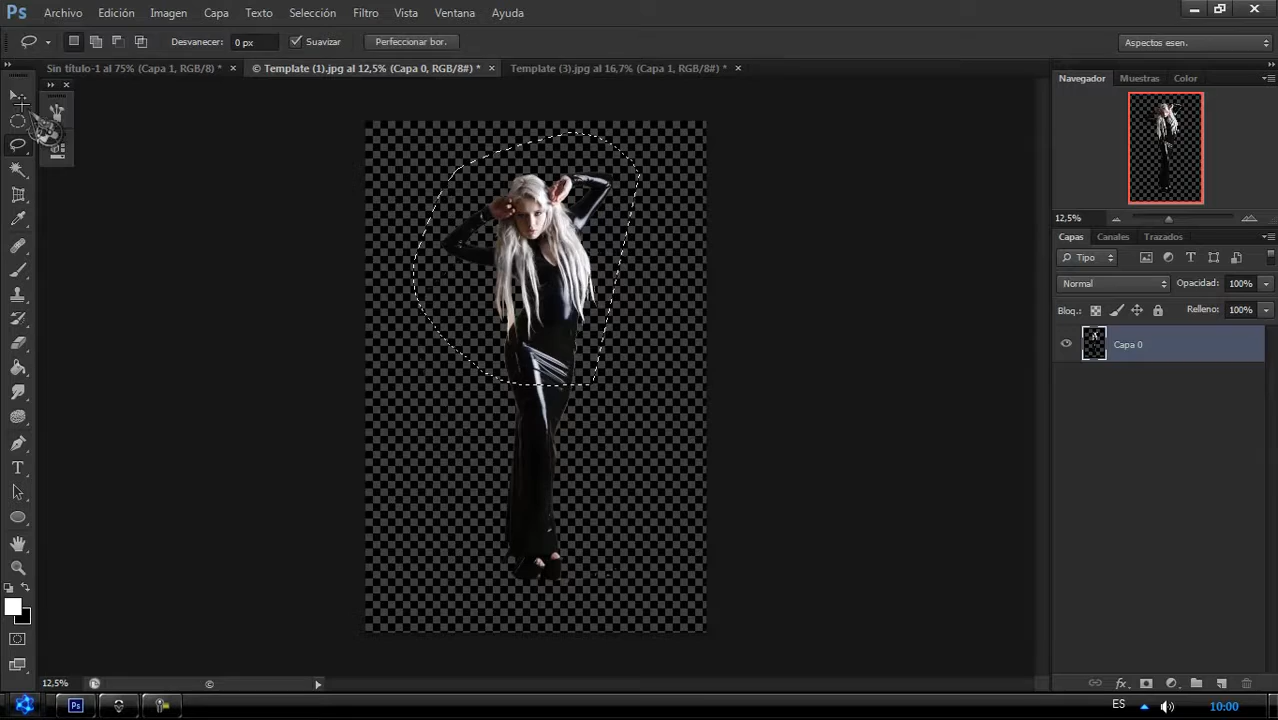 Ps Archivo Edición Imagen Capa Texto Selección Filtro Vista Ventana Ayuda
Desvanecer: 0 px Suavizar Perfeccionar bor. Aspectos esen.
Sin título-1 al 75% (Capa 1, RGB/8) * × © Template (1).jpg al 12,5% (Capa 0, RGB/8#) * × Template (3).jpg al 16,7% (Capa 1, RGB/8#) * ×
Navegador Muestras Color
12,5%
Capas Canales Trazados
Tipo
Normal Opacidad: 100%
Bloq.: Relleno: 100%
Capa 0
T
12,5% ©
fx
Ps ES 10:00